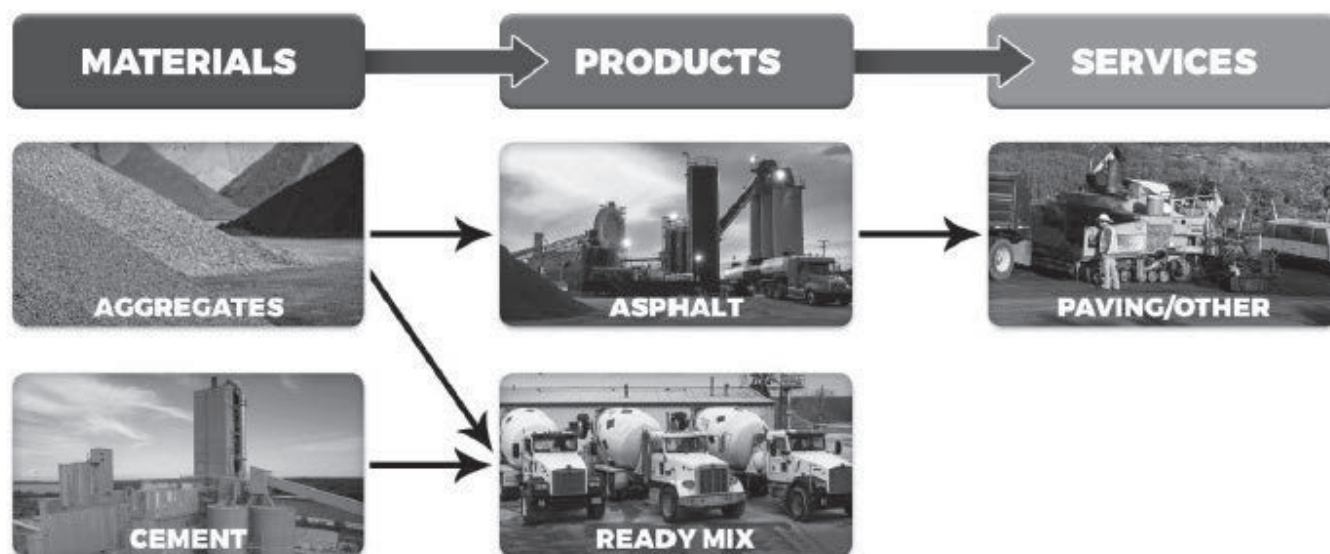 MATERIALS
PRODUCTS
SERVICES
AGGREGATES
ASPHALT
PAVING/OTHER
CEMENT
READY MIX